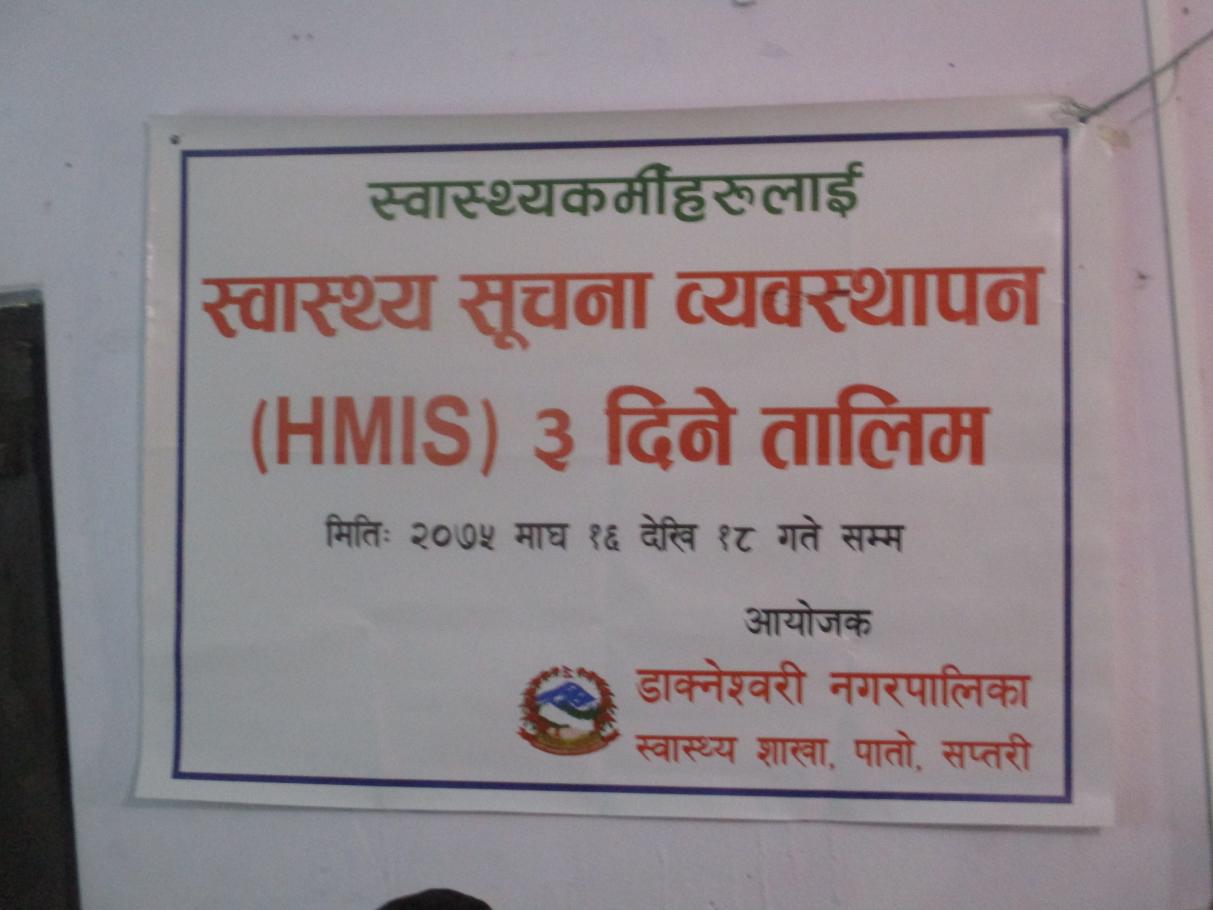 स्वास्थ्यकर्मीहरुलाई
स्वास्थ्य सूचना व्यवस्थापन
(HMIS) ३ दिने तालिम
मितिः २०७५ माघ १६ देखि १८ गते सम्म
आयोजक
डाक्नेश्वरी नगरपालिका
स्वास्थ्य शाखा, पातो, सप्तरी